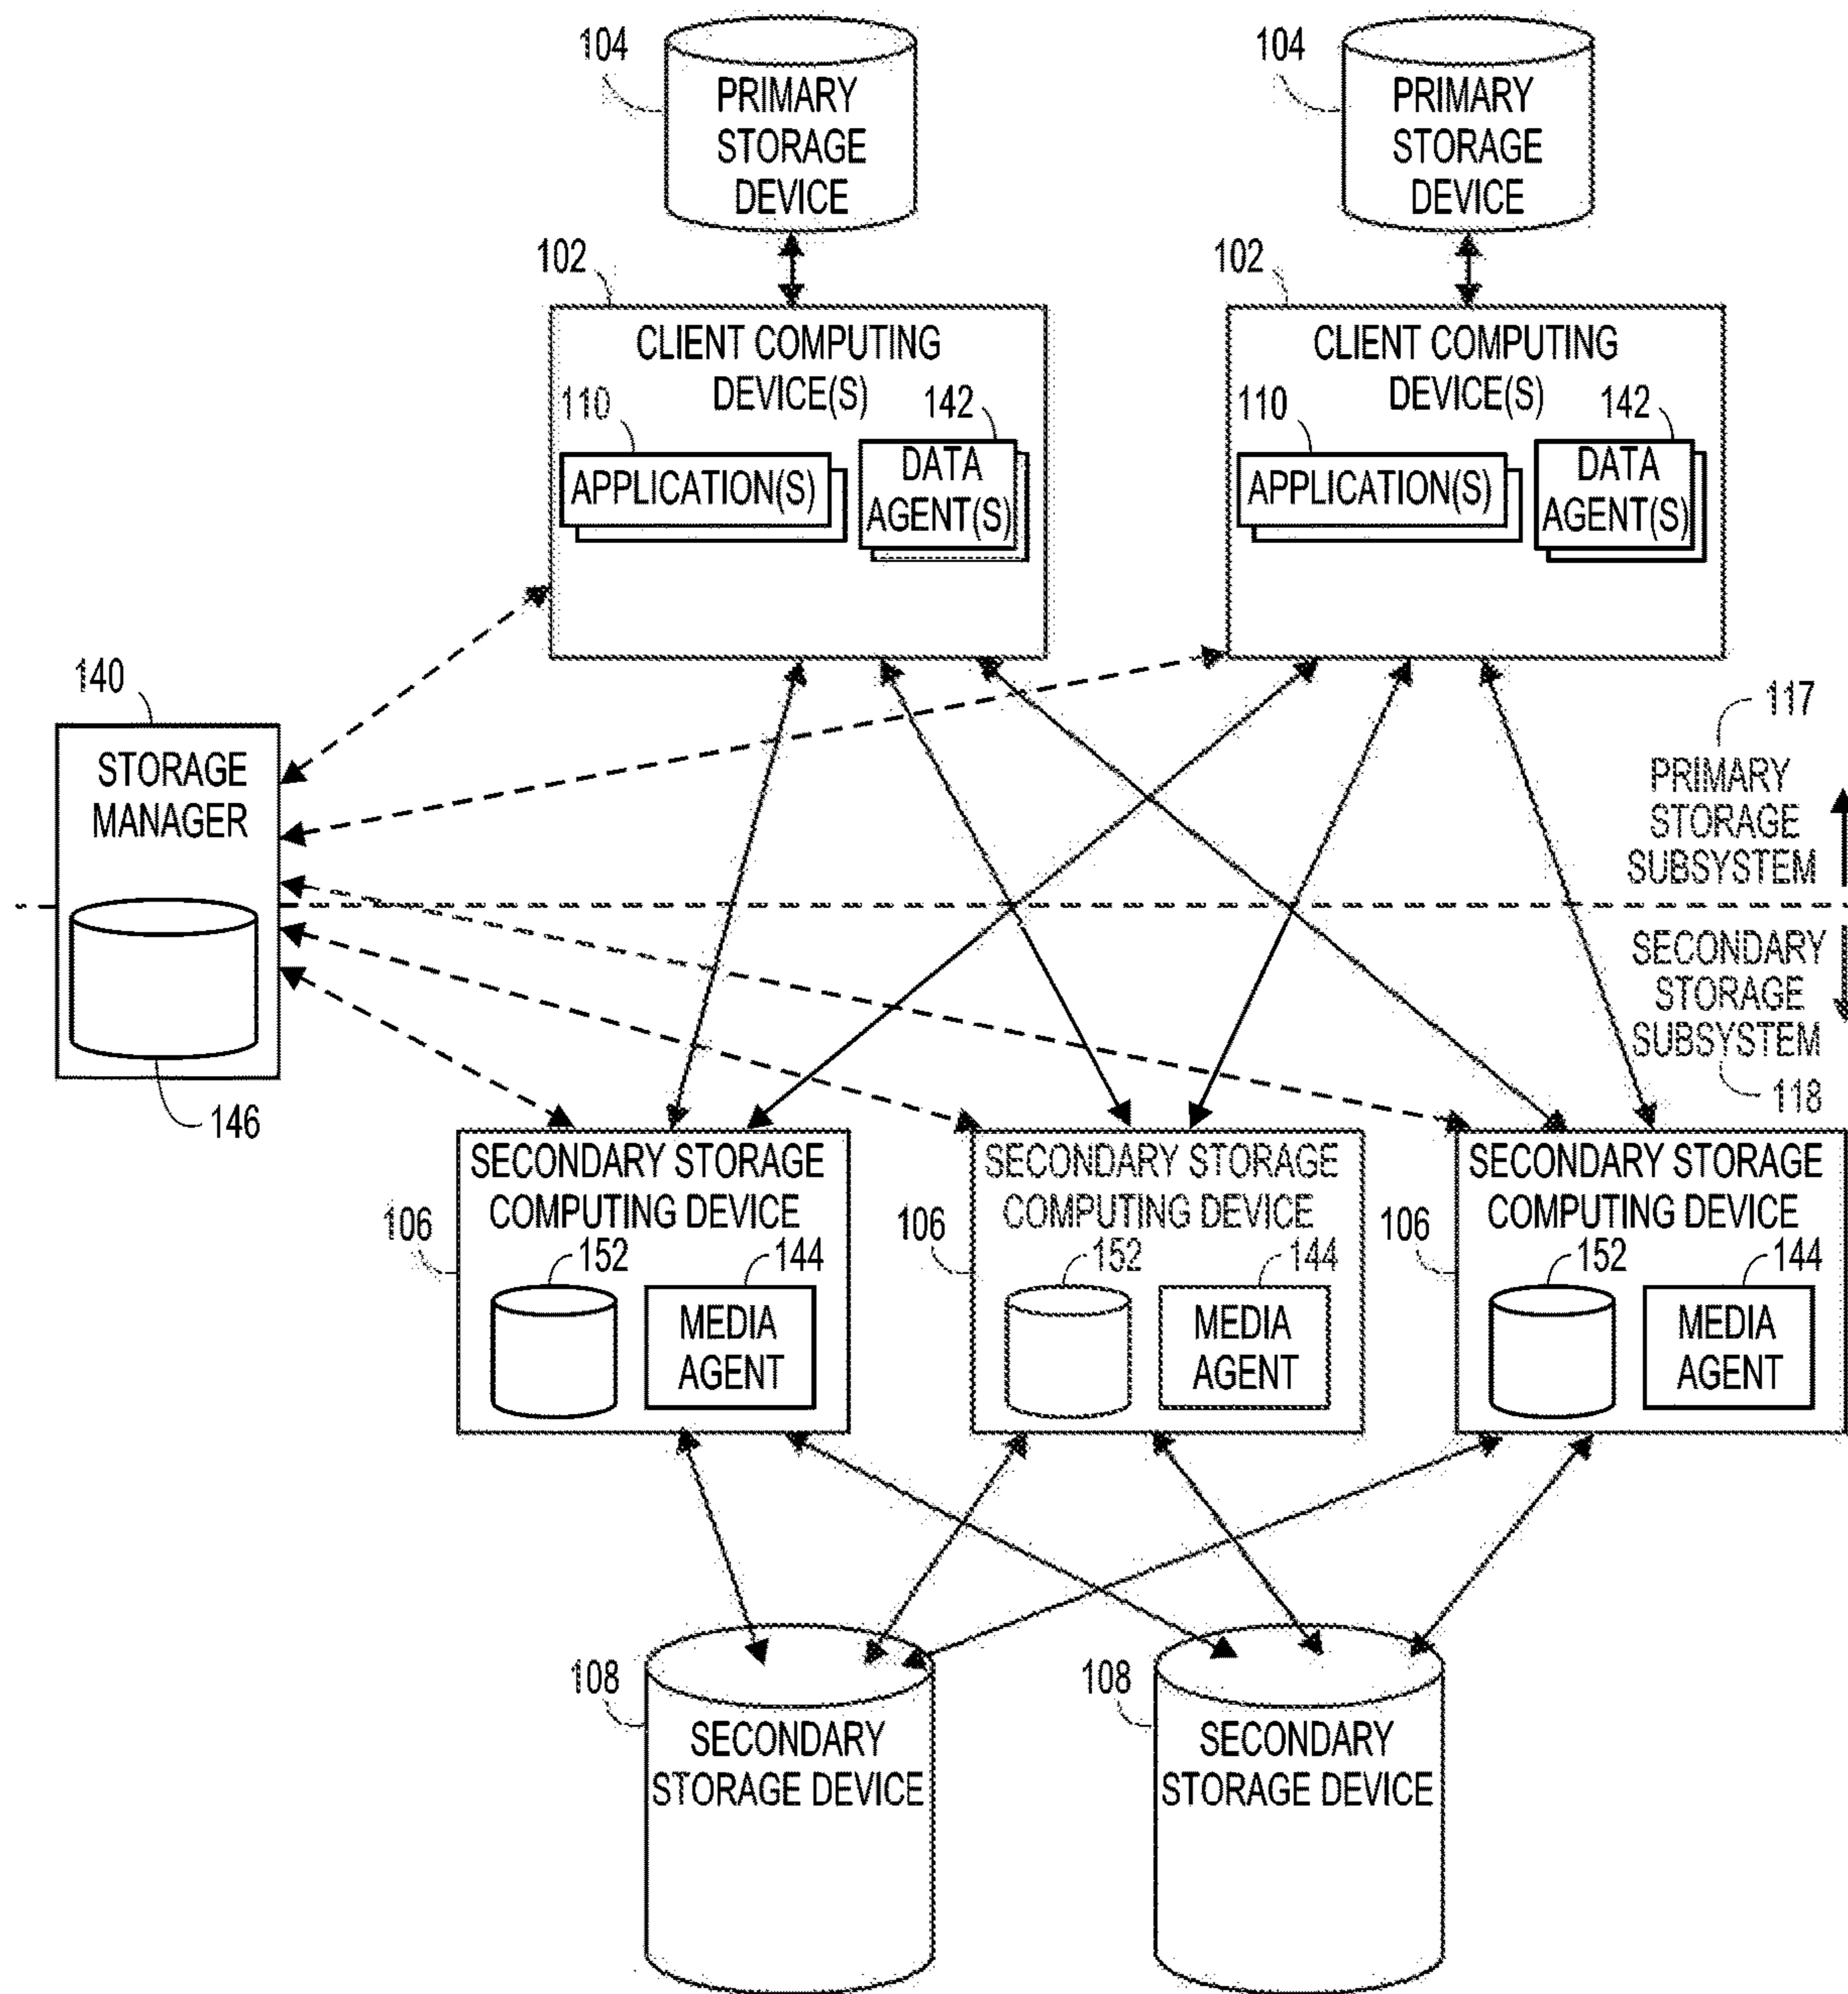 104
PRIMARY
STORAGE
DEVICE
104
PRIMARY
STORAGE
DEVICE
102
CLIENT COMPUTING
DEVICE(S)
110
142
APPLICATION(S)
DATA
AGENT(S)
102
CLIENT COMPUTING
DEVICE(S)
110
142
APPLICATION(S)
DATA
AGENT(S)
140
STORAGE
MANAGER
146
117
PRIMARY
STORAGE
SUBSYSTEM
SECONDARY
STORAGE
SUBSYSTEM
118
SECONDARY STORAGE
COMPUTING DEVICE
106
152
144
MEDIA
AGENT
SECONDARY STORAGE
COMPUTING DEVICE
106
152
144
MEDIA
AGENT
SECONDARY STORAGE
COMPUTING DEVICE
106
152
144
MEDIA
AGENT
108
SECONDARY
STORAGE DEVICE
108
SECONDARY
STORAGE DEVICE